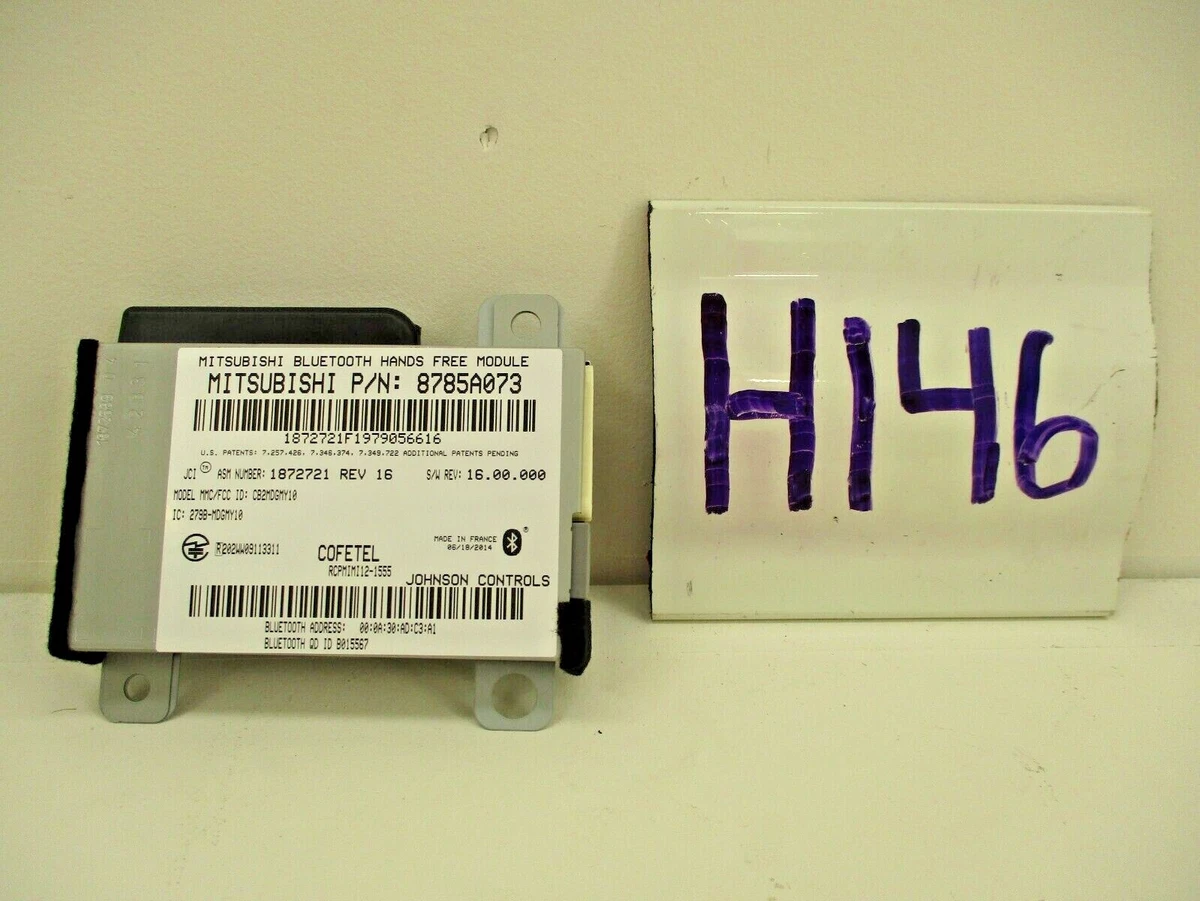 MITSUBISHI BLUETOOTH HANDS FREE MODULE
MITSUBISHI P/N: 8785A073
1872721F1979056616
U.S. PATENTS: 7.257.426, 7.346.374, 7.349.722 ADDITIONAL PATENTS PENDING
JCI TM ASM NUMBER: 1872721 REV 16 S/W REV: 16.00.000
MODEL MMC/FCC ID: CB2MDGMY10
IC: 279B-MDGMY10
R 202WW09113311
COFETEL
RCPMIMI12-1555
MADE IN FRANCE
06/18/2014
®
JOHNSON CONTROLS
BLUETOOTH ADDRESS: 00:0A:30:AD:C3:A1
BLUETOOTH QD ID B015567
Hi46